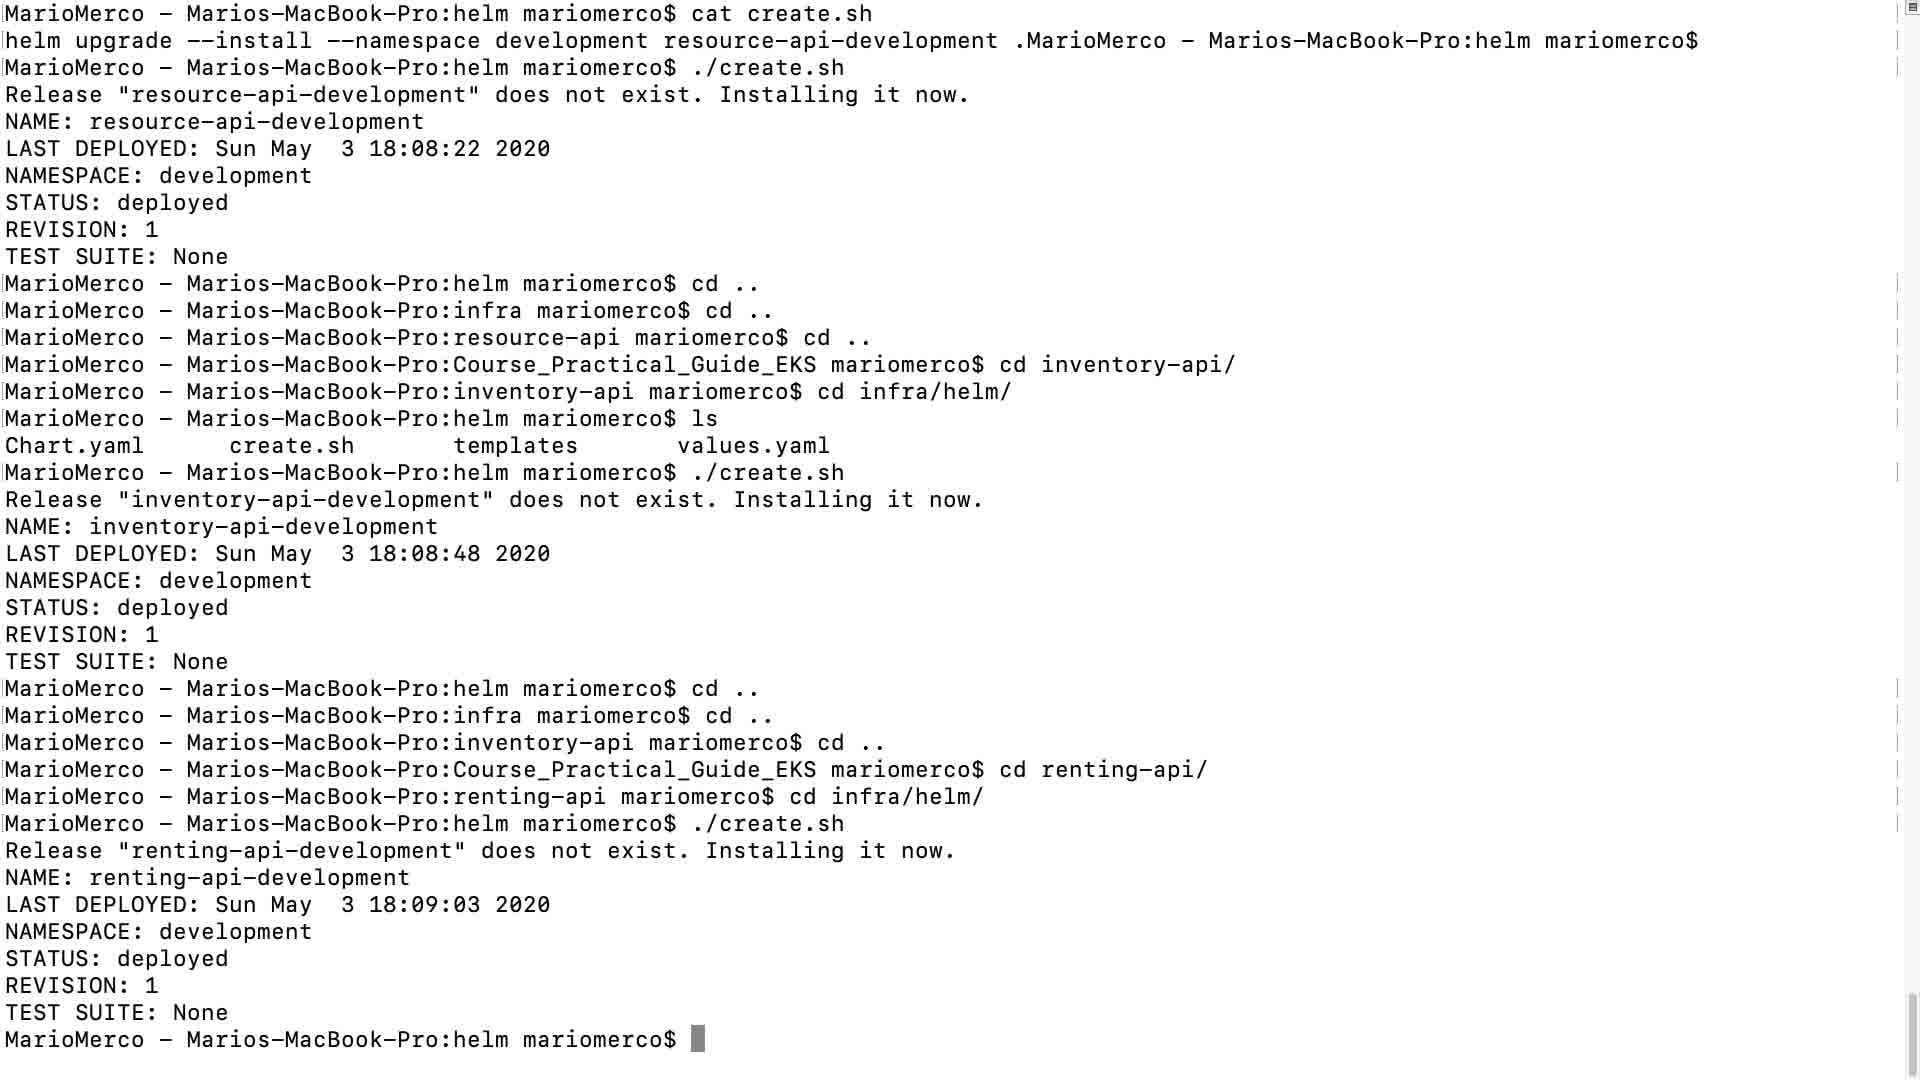 MarioMerco – Marios-MacBook-Pro:helm mariomerco$ cat create.sh
helm upgrade --install --namespace development resource-api-development .MarioMerco – Marios-MacBook-Pro:helm mariomerco$
MarioMerco – Marios-MacBook-Pro:helm mariomerco$ ./create.sh
Release "resource-api-development" does not exist. Installing it now.
NAME: resource-api-development
LAST DEPLOYED: Sun May  3 18:08:22 2020
NAMESPACE: development
STATUS: deployed
REVISION: 1
TEST SUITE: None
MarioMerco – Marios-MacBook-Pro:helm mariomerco$ cd ..
MarioMerco – Marios-MacBook-Pro:infra mariomerco$ cd ..
MarioMerco – Marios-MacBook-Pro:resource-api mariomerco$ cd ..
MarioMerco – Marios-MacBook-Pro:Course_Practical_Guide_EKS mariomerco$ cd inventory-api/
MarioMerco – Marios-MacBook-Pro:inventory-api mariomerco$ cd infra/helm/
MarioMerco – Marios-MacBook-Pro:helm mariomerco$ ls
Chart.yaml      create.sh       templates       values.yaml
MarioMerco – Marios-MacBook-Pro:helm mariomerco$ ./create.sh
Release "inventory-api-development" does not exist. Installing it now.
NAME: inventory-api-development
LAST DEPLOYED: Sun May  3 18:08:48 2020
NAMESPACE: development
STATUS: deployed
REVISION: 1
TEST SUITE: None
MarioMerco – Marios-MacBook-Pro:helm mariomerco$ cd ..
MarioMerco – Marios-MacBook-Pro:infra mariomerco$ cd ..
MarioMerco – Marios-MacBook-Pro:inventory-api mariomerco$ cd ..
MarioMerco – Marios-MacBook-Pro:Course_Practical_Guide_EKS mariomerco$ cd renting-api/
MarioMerco – Marios-MacBook-Pro:renting-api mariomerco$ cd infra/helm/
MarioMerco – Marios-MacBook-Pro:helm mariomerco$ ./create.sh
Release "renting-api-development" does not exist. Installing it now.
NAME: renting-api-development
LAST DEPLOYED: Sun May  3 18:09:03 2020
NAMESPACE: development
STATUS: deployed
REVISION: 1
TEST SUITE: None
MarioMerco – Marios-MacBook-Pro:helm mariomerco$